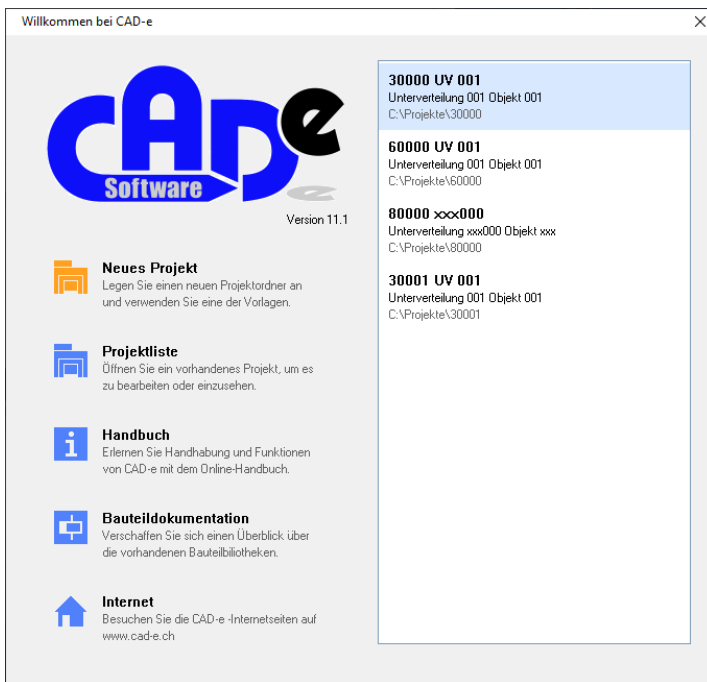 Willkommen bei CAD-e
CADe
Software
e
Version 11.1
Neues Projekt
Legen Sie einen neuen Projektordner an
und verwenden Sie eine der Vorlagen.
Projektliste
Öffnen Sie ein vorhandenes Projekt, um es
zu bearbeiten oder einzusehen.
Handbuch
Erlernen Sie Handhabung und Funktionen
von CAD-e mit dem Online-Handbuch.
Bauteildokumentation
Verschaffen Sie sich einen Überblick über
die vorhandenen Bauteilbiliotheken.
Internet
Besuchen Sie die CAD-e -Internetseiten auf
www.cad-e.ch
30000 UV 001
Unterverteilung 001 Objekt 001
C:\Projekte\30000
60000 UV 001
Unterverteilung 001 Objekt 001
C:\Projekte\60000
80000 xxx000
Unterverteilung xxx000 Objekt xxx
C:\Projekte\80000
30001 UV 001
Unterverteilung 001 Objekt 001
C:\Projekte\30001